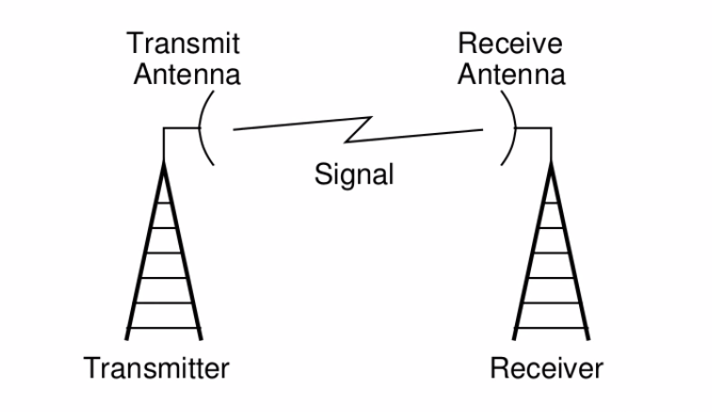 Transmit
Antenna
Receive
Antenna
Signal
Transmitter
Receiver